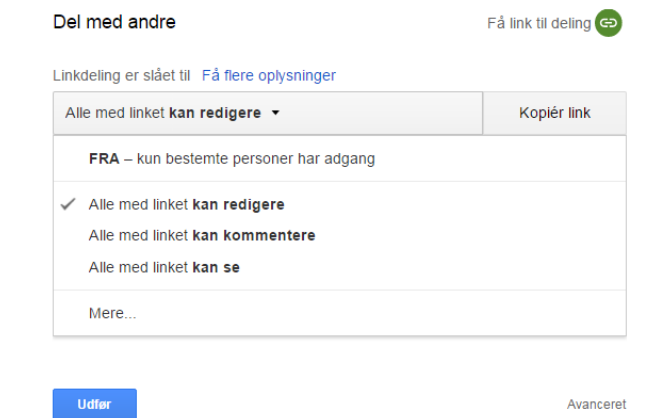 Del med andre
Få link til deling
Linkdeling er slået til Få flere oplysninger
Alle med linket kan redigere
Kopiér link
FRA – kun bestemte personer har adgang
Alle med linket kan redigere
Alle med linket kan kommentere
Alle med linket kan se
Mere...
Udfør
Avanceret